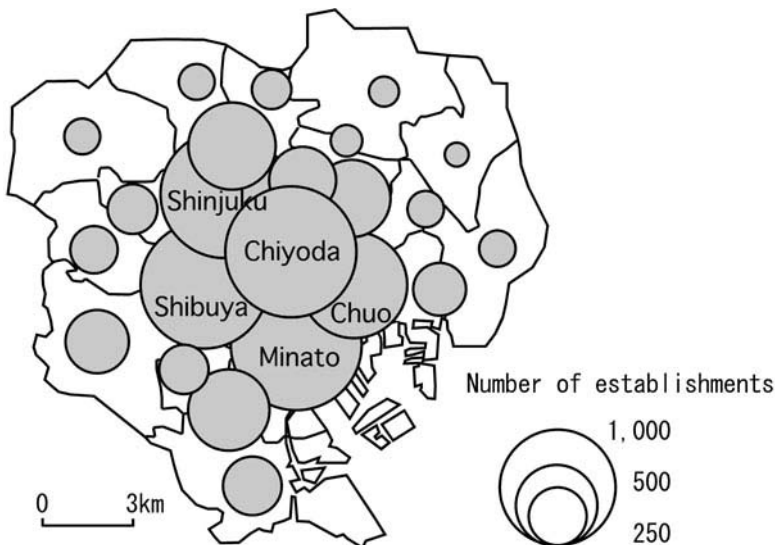 Shinjuku
Chiyoda
Shibuya
Chuo
Minato
Number of establishments
1,000
500
250
0 3km